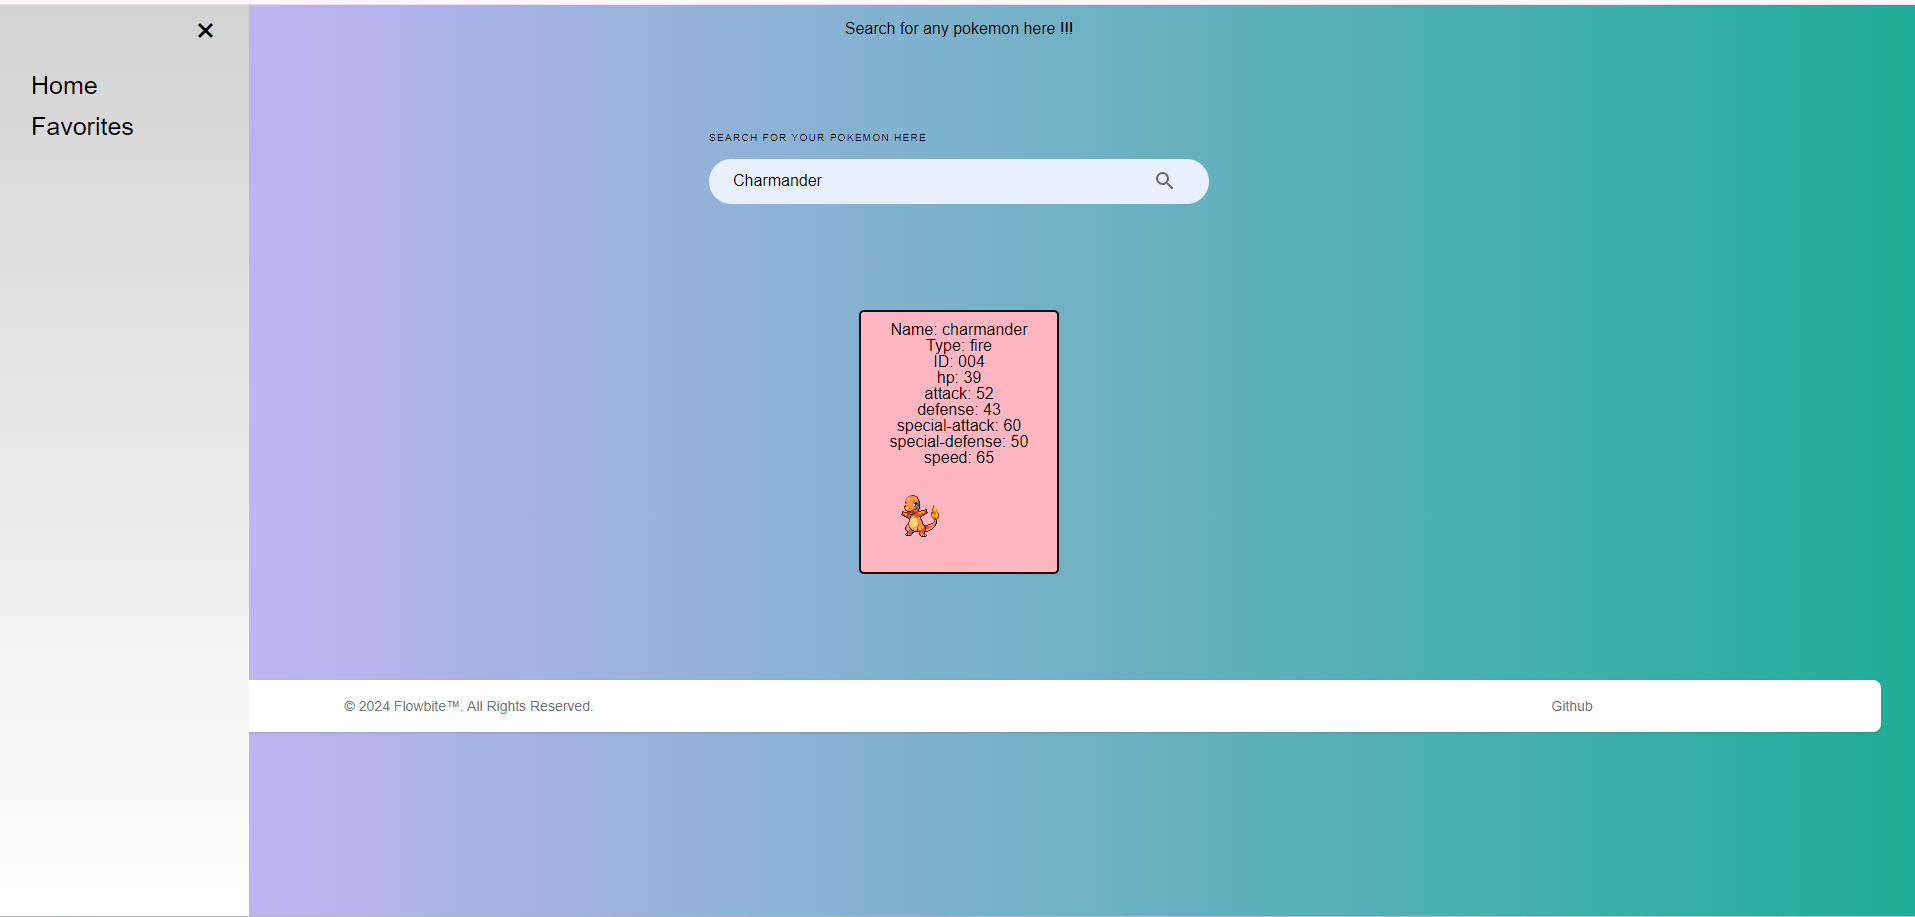 Search for any pokemon here !!!
Home
Favorites
SEARCH FOR YOUR POKEMON HERE
Charmander
Name: charmander
Type: fire
ID: 004
hp: 39
attack: 52
defense: 43
special-attack: 60
special-defense: 50
speed: 65
© 2024 Flowbite™. All Rights Reserved.
Github